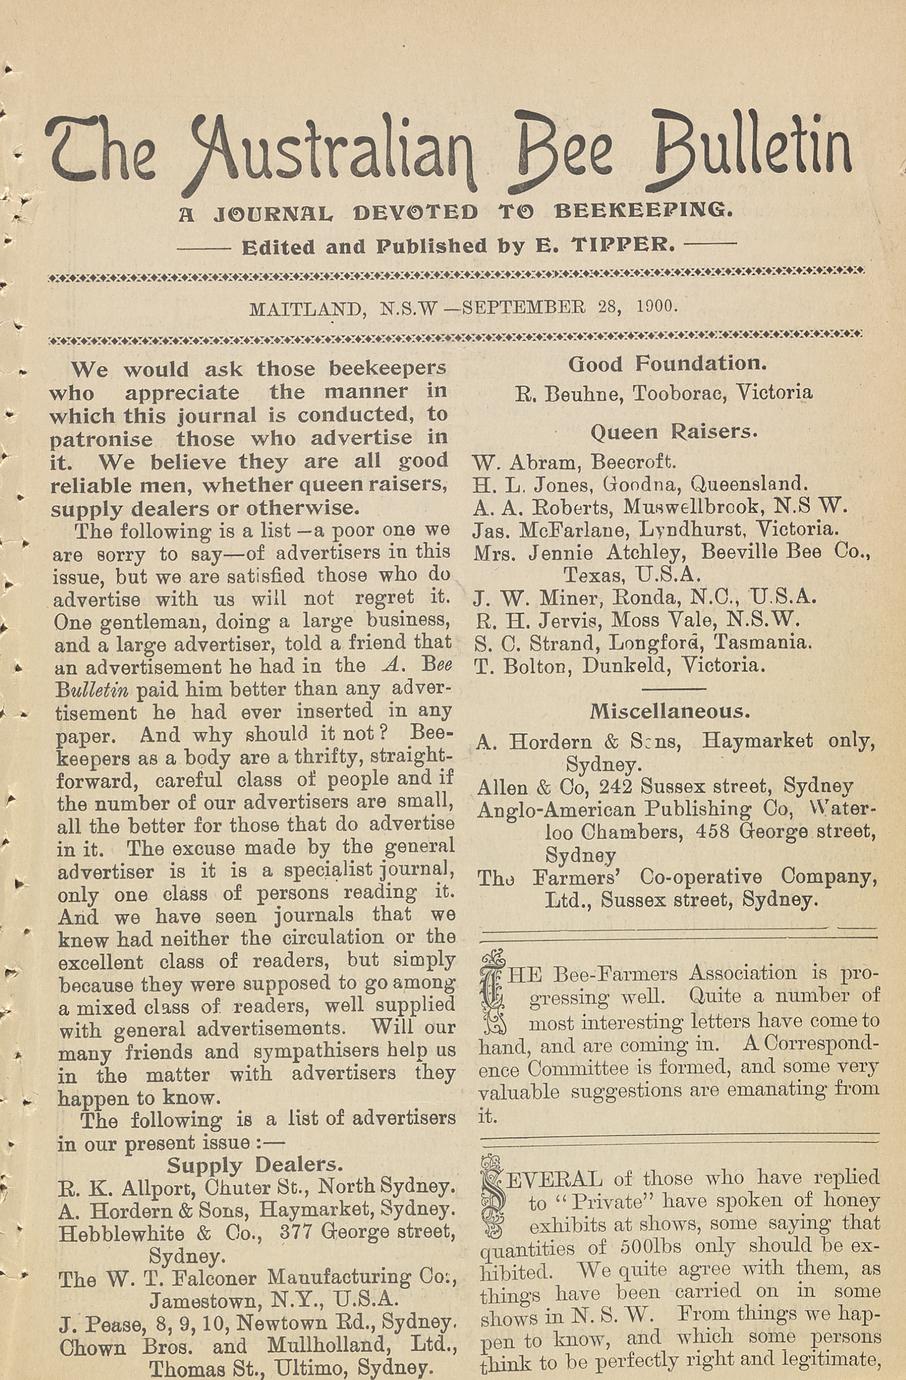 The Australian Bee Bulletin
A JOURNAL DEVOTED TO BEEKEEPING.
Edited and Published by E. TIPPER.
MAITLAND, N.S.W—SEPTEMBER 28, 1900.
We would ask those beekeepers
who appreciate the manner in
which this journal is conducted, to
patronise those who advertise in
it. We believe they are all good
reliable men, whether queen raisers,
supply dealers or otherwise.
The following is a list—a poor one we
are sorry to say—of advertisers in this
issue, but we are satisfied those who do
advertise with us will not regret it.
One gentleman, doing a large business,
and a large advertiser, told a friend that
an advertisement he had in the A. Bee
Bulletin paid him better than any adver-
tisement he had ever inserted in any
paper. And why should it not? Bee-
keepers as a body are a thrifty, straight-
forward, careful class of people and if
the number of our advertisers are small,
all the better for those that do advertise
in it. The excuse made by the general
advertiser is it is a specialist journal,
only one class of persons reading it.
And we have seen journals that we
knew had neither the circulation or the
excellent class of readers, but simply
because they were supposed to go among
a mixed class of readers, well supplied
with general advertisements. Will our
many friends and sympathisers help us
in the matter with advertisers they
happen to know.
The following is a list of advertisers
in our present issue :—
Supply Dealers.
R. K. Allport, Chuter St., North Sydney.
A. Hordern & Sons, Haymarket, Sydney.
Hebblewhite & Co., 377 George street,
Sydney.
The W. T. Falconer Manufacturing Co.,
Jamestown, N.Y., U.S.A.
J. Pease, 8, 9, 10, Newtown Rd., Sydney.
Chown Bros. and Mullholland, Ltd.,
Thomas St., Ultimo, Sydney.
Good Foundation.
R. Beuhne, Tooborac, Victoria
Queen Raisers.
W. Abram, Beecroft.
H. L. Jones, Goodna, Queensland.
A. A. Roberts, Muswellbrook, N.S W.
Jas. McFarlane, Lyndhurst, Victoria.
Mrs. Jennie Atchley, Beeville Bee Co.,
Texas, U.S.A.
J. W. Miner, Ronda, N.C., U.S.A.
R. H. Jervis, Moss Vale, N.S.W.
S. C. Strand, Longford, Tasmania.
T. Bolton, Dunkeld, Victoria.
Miscellaneous.
A. Hordern & Sons, Haymarket only,
Sydney.
Allen & Co, 242 Sussex street, Sydney
Anglo-American Publishing Co, Water-
loo Chambers, 458 George street,
Sydney
The Farmers' Co-operative Company,
Ltd., Sussex street, Sydney.
THE Bee-Farmers Association is pro-
gressing well. Quite a number of
most interesting letters have come to
hand, and are coming in. A Correspond-
ence Committee is formed, and some very
valuable suggestions are emanating from
it.
SEVERAL of those who have replied
to "Private" have spoken of honey
exhibits at shows, some saying that
quantities of 500lbs only should be ex-
hibited. We quite agree with them, as
things have been carried on in some
shows in N. S. W. From things we hap-
pen to know, and which some persons
think to be perfectly right and legitimate,